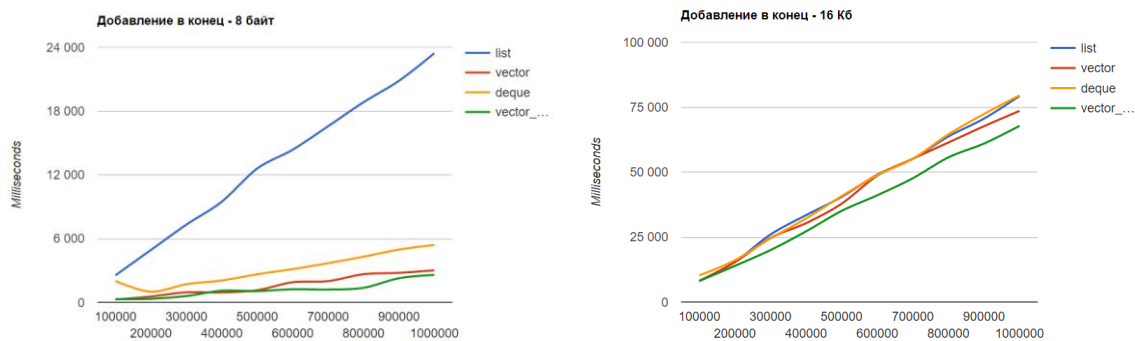 Добавление в конец - 8 байт
24 000
18 000
12 000
6 000
0
Milliseconds
100000 300000 500000 700000 900000
200000 400000 600000 800000 1000000
list
vector
deque
vector_...
Добавление в конец - 16 Кб
100 000
75 000
50 000
25 000
0
Milliseconds
100000 300000 500000 700000 900000
200000 400000 600000 800000 1000000
list
vector
deque
vector_...